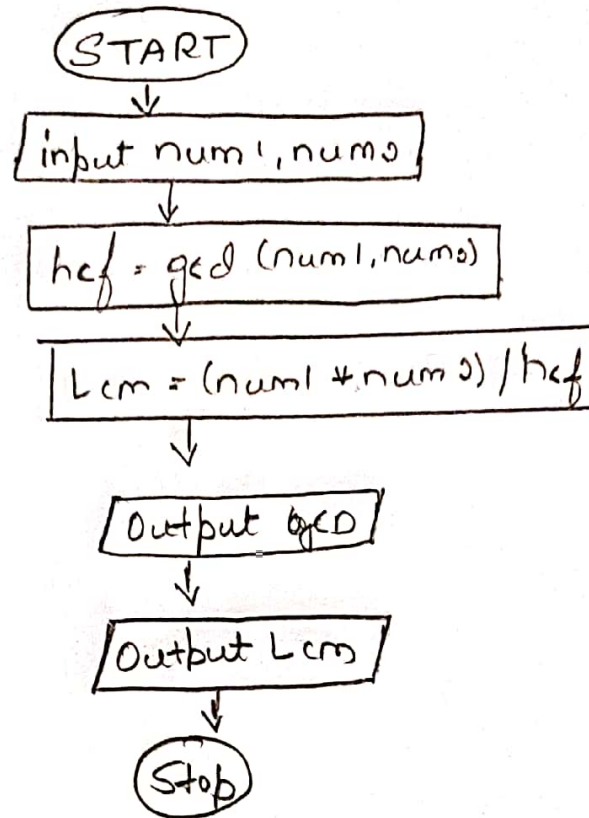 START
input num1, num2
hcf = gcd (num1, num2)
Lcm = (num1 * num2) / hcf
Output GCD
Output Lcm
Stop